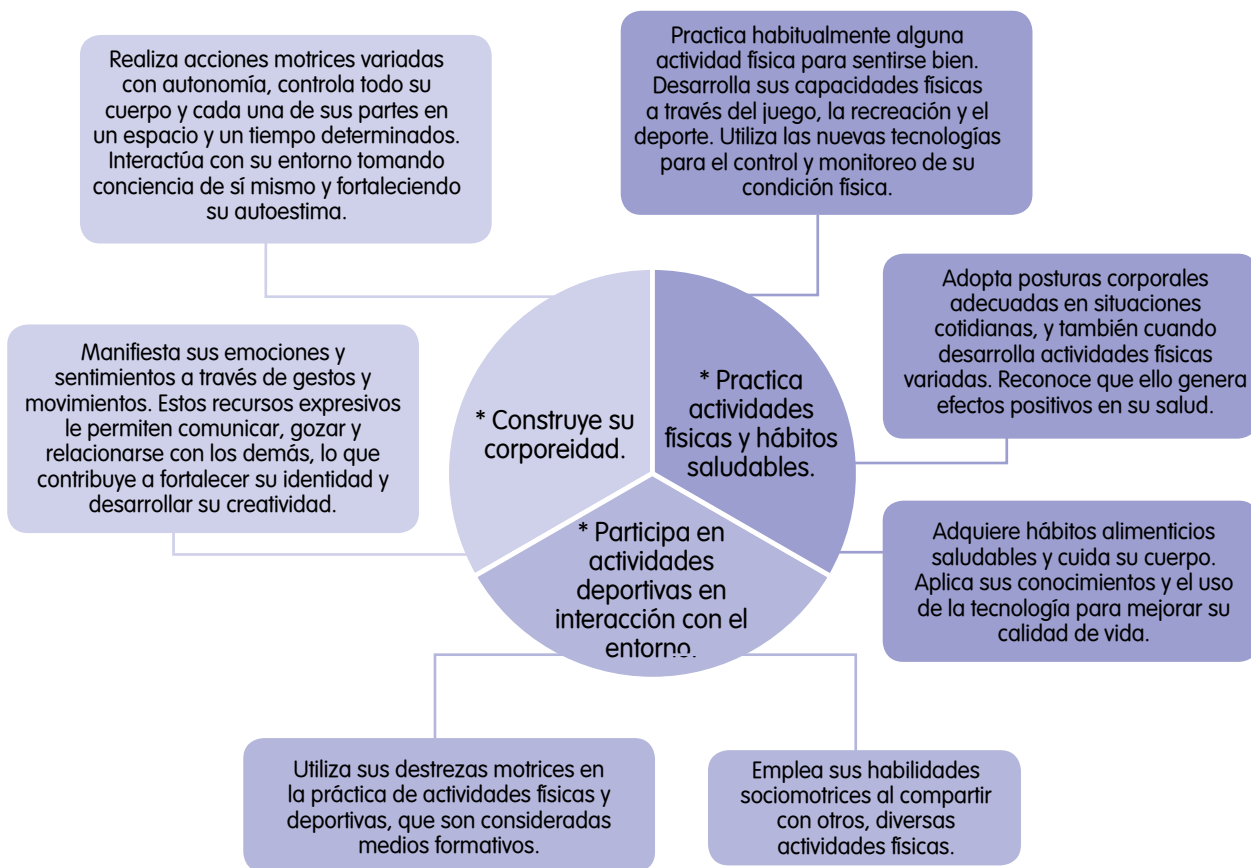 Realiza acciones motrices variadas
con autonomía, controla todo su
cuerpo y cada una de sus partes en
un espacio y un tiempo determinados.
Interactúa con su entorno tomando
conciencia de sí mismo y fortaleciendo
su autoestima.
Practica habitualmente alguna
actividad física para sentirse bien.
Desarrolla sus capacidades físicas
a través del juego, la recreación y el
deporte. Utiliza las nuevas tecnologías
para el control y monitoreo de su
condición física.
Manifiesta sus emociones y
sentimientos a través de gestos y
movimientos. Estos recursos expresivos
le permiten comunicar, gozar y
relacionarse con los demás, lo que
contribuye a fortalecer su identidad y
desarrollar su creatividad.
* Construye su
corporeidad.
* Practica
actividades
físicas y hábitos
saludables.
Adopta posturas corporales
adecuadas en situaciones
cotidianas, y también cuando
desarrolla actividades físicas
variadas. Reconoce que ello genera
efectos positivos en su salud.
* Participa en
actividades
deportivas en
interacción con el
entorno.
Adquiere hábitos alimenticios
saludables y cuida su cuerpo.
Aplica sus conocimientos y el uso
de la tecnología para mejorar su
calidad de vida.
Utiliza sus destrezas motrices en
la práctica de actividades físicas y
deportivas, que son consideradas
medios formativos.
Emplea sus habilidades
sociomotrices al compartir
con otros, diversas
actividades físicas.